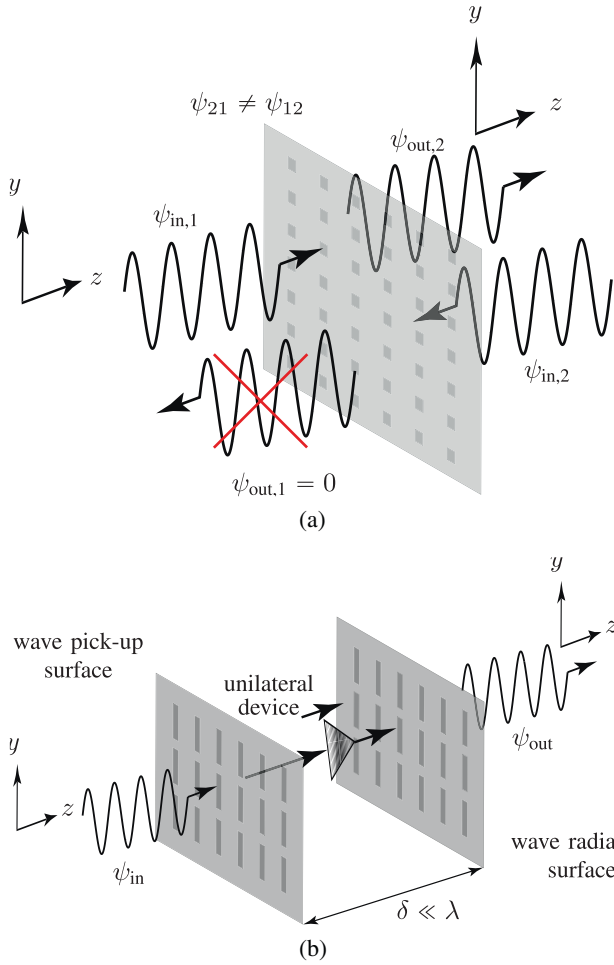 y
z
ψ21 ≠ ψ12
ψout,2
y
z
ψin,1
ψin,2
ψout,1 = 0
(a)
y
z
wave pick-up
surface
unilateral
device
ψout
y
z
ψin
surface
wave
δ ≪ λ
(b)